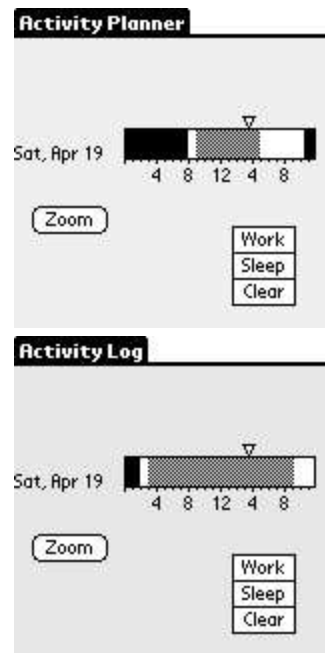 Activity Planner
Sat, Apr 19
4 8 12 4 8
Zoom
Work
Sleep
Clear
Activity Log
Sat, Apr 19
4 8 12 4 8
Zoom
Work
Sleep
Clear